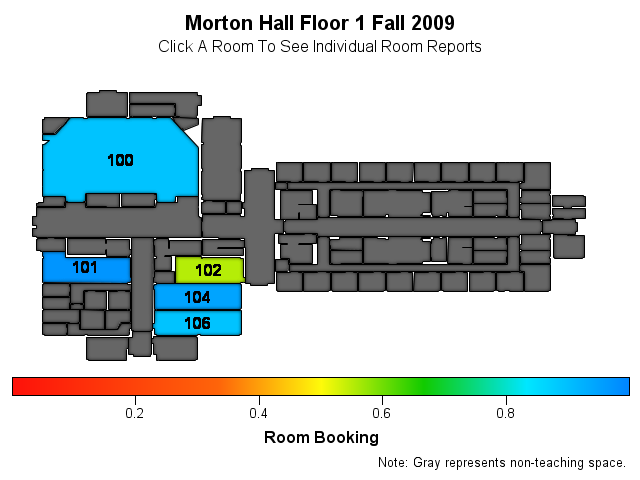 Morton Hall Floor 1 Fall 2009
Click A Room To See Individual Room Reports
100
101
102
104
106
0.2 0.4 0.6 0.8
Room Booking
Note: Gray represents non-teaching space.